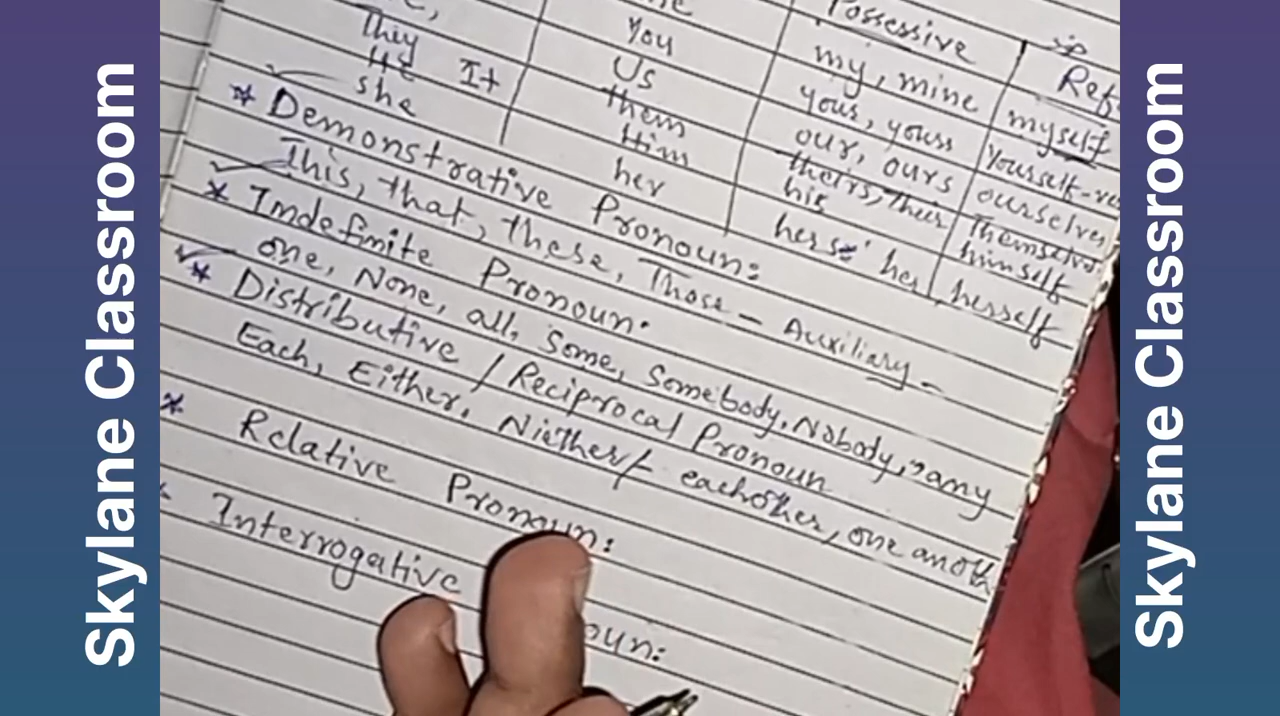 Skylane Classroom
Possessive
They You my, mine Ref
He It Us your, yours myself
she them our, ours Yourself-ves
Him theirs, Their ourselves
her his Themselves
hers her himself
herself
* Demonstrative Pronoun:
This, that, these, Those - Auxiliary -
* Indefinite Pronoun.
one, None, all, Some, Somebody, Nobody, any
* Distributive / Reciprocal Pronoun
Each, Either, Niether/- eachother, one anoth
* Relative Pronoun:
Interrogative oun:
Skylane Classroom